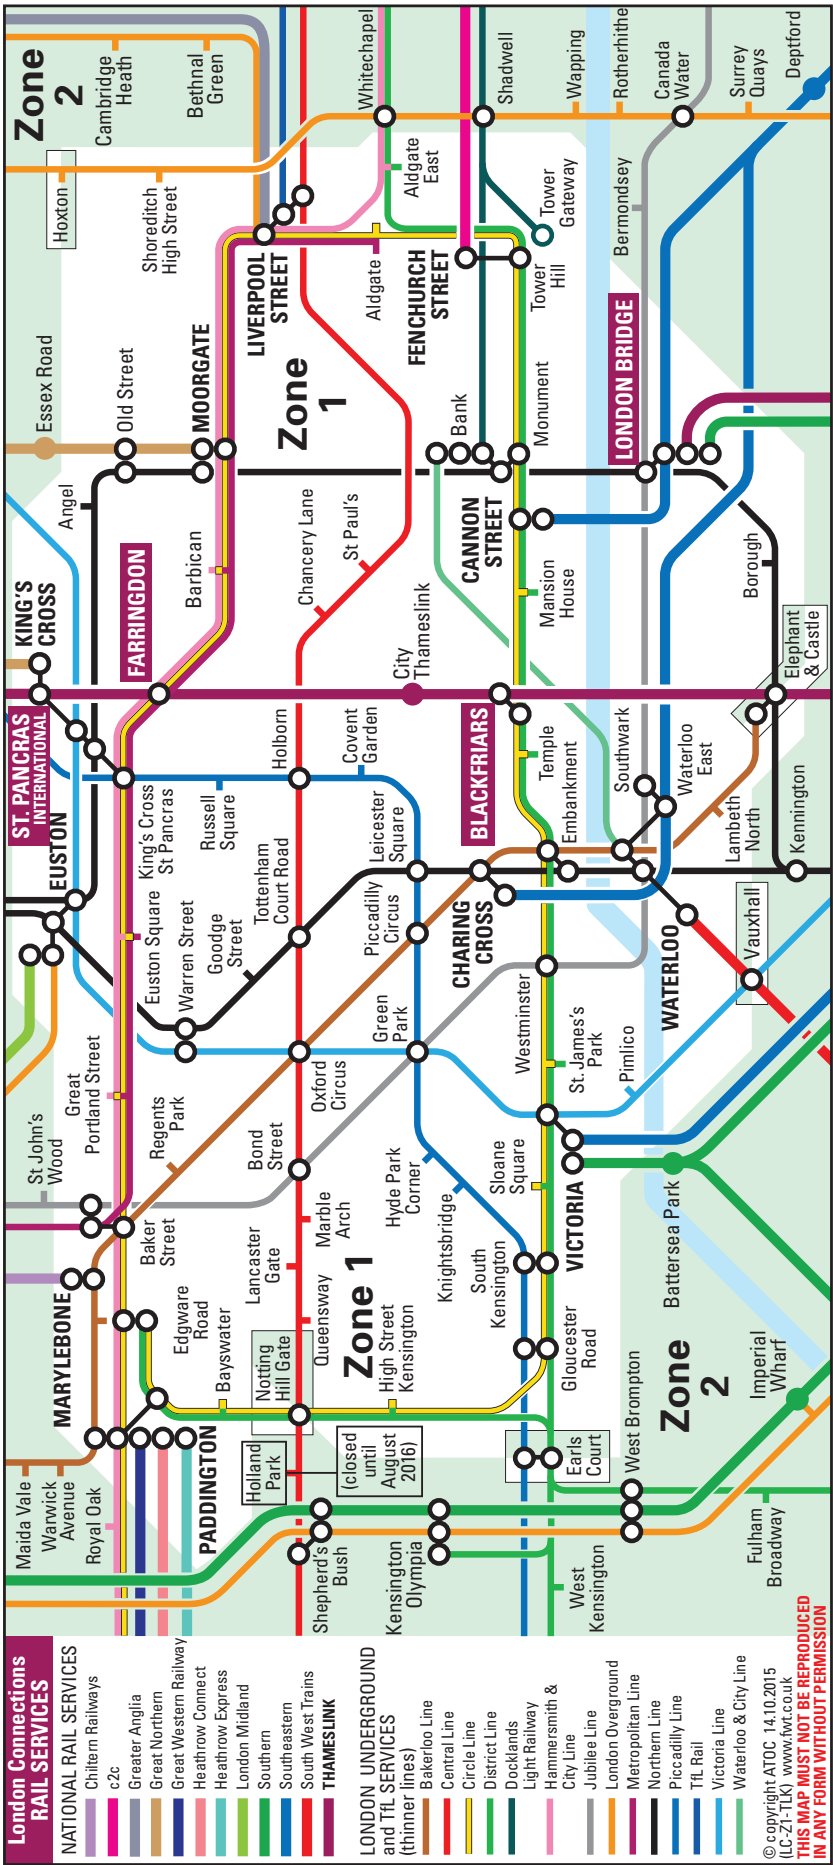 London Connections
RAIL SERVICES
NATIONAL RAIL SERVICES
Chiltern Railways
c2c
Greater Anglia
Great Northern
Great Western Railway
Heathrow Connect
Heathrow Express
London Midland
Southern
Southeastern
South West Trains
THAMESLINK
LONDON UNDERGROUND
and TfL SERVICES
(thinner lines)
Bakerloo Line
Central Line
Circle Line
District Line
Docklands
Light Railway
Hammersmith &
City Line
Jubilee Line
London Overground
Metropolitan Line
Northern Line
Piccadilly Line
TfL Rail
Victoria Line
Waterloo & City Line
© copyright ATOC 14.10.2015
(LC-Z1-TLK) www.fwt.co.uk
THIS MAP MUST NOT BE REPRODUCED
IN ANY FORM WITHOUT PERMISSION
Maida Vale
Warwick
Avenue
Royal Oak
PADDINGTON
MARYLEBONE
Edgware
Road
Bayswater
Notting
Hill Gate
Holland
Park
(closed
until
August
2016)
Shepherd's
Bush
Kensington
Olympia
West
Kensington
Fulham
Broadway
West Brompton
Earls
Court
Imperial
Wharf
Zone
2
Gloucester
Road
High Street
Kensington
Zone 1
Queensway
Lancaster
Gate
Marble
Arch
Baker
Street
St John's
Wood
Great
Portland Street
Regents
Park
Bond
Street
Hyde Park
Corner
Knightsbridge
South
Kensington
Sloane
Square
VICTORIA
Battersea Park
Pimlico
St. James's
Park
Westminster
Green
Park
Oxford
Circus
Warren Street
Euston Square
Goodge
Street
Tottenham
Court Road
Piccadilly
Circus
Leicester
Square
CHARING
CROSS
WATERLOO
Vauxhall
Kennington
Lambeth
North
Waterloo
East
Southwark
Embankment
Temple
BLACKFRIARS
Covent
Garden
Holborn
Russell
Square
King's Cross
St Pancras
EUSTON
ST. PANCRAS
INTERNATIONAL
KING'S
CROSS
FARRINGDON
Barbican
Angel
City
Thameslink
Chancery Lane
St Paul's
Mansion
House
CANNON
STREET
Elephant
& Castle
Borough
LONDON BRIDGE
Monument
Bank
MOORGATE
Old Street
Essex Road
Zone
1
LIVERPOOL
STREET
Aldgate
FENCHURCH
STREET
Tower
Hill
Tower
Gateway
Aldgate
East
Shoreditch
High Street
Hoxton
Zone
2
Cambridge
Heath
Bethnal
Green
Whitechapel
Shadwell
Wapping
Rotherhithe
Canada
Water
Bermondsey
Surrey
Quays
Deptford